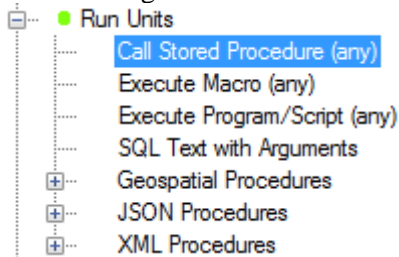 Run Units
Call Stored Procedure (any)
Execute Macro (any)
Execute Program/Script (any)
SQL Text with Arguments
Geospatial Procedures
JSON Procedures
XML Procedures